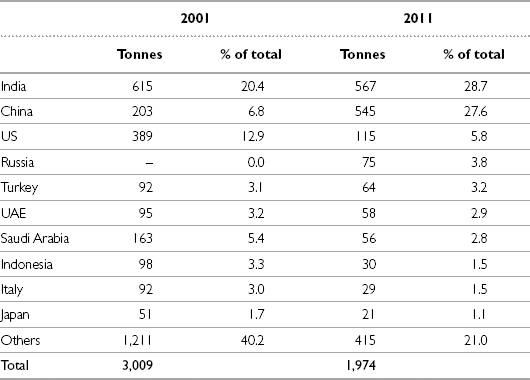 2001 2011
Tonnes % of total Tonnes % of total
India 615 20.4 567 28.7
China 203 6.8 545 27.6
US 389 12.9 115 5.8
Russia – 0.0 75 3.8
Turkey 92 3.1 64 3.2
UAE 95 3.2 58 2.9
Saudi Arabia 163 5.4 56 2.8
Indonesia 98 3.3 30 1.5
Italy 92 3.0 29 1.5
Japan 51 1.7 21 1.1
Others 1,211 40.2 415 21.0
Total 3,009 1,974